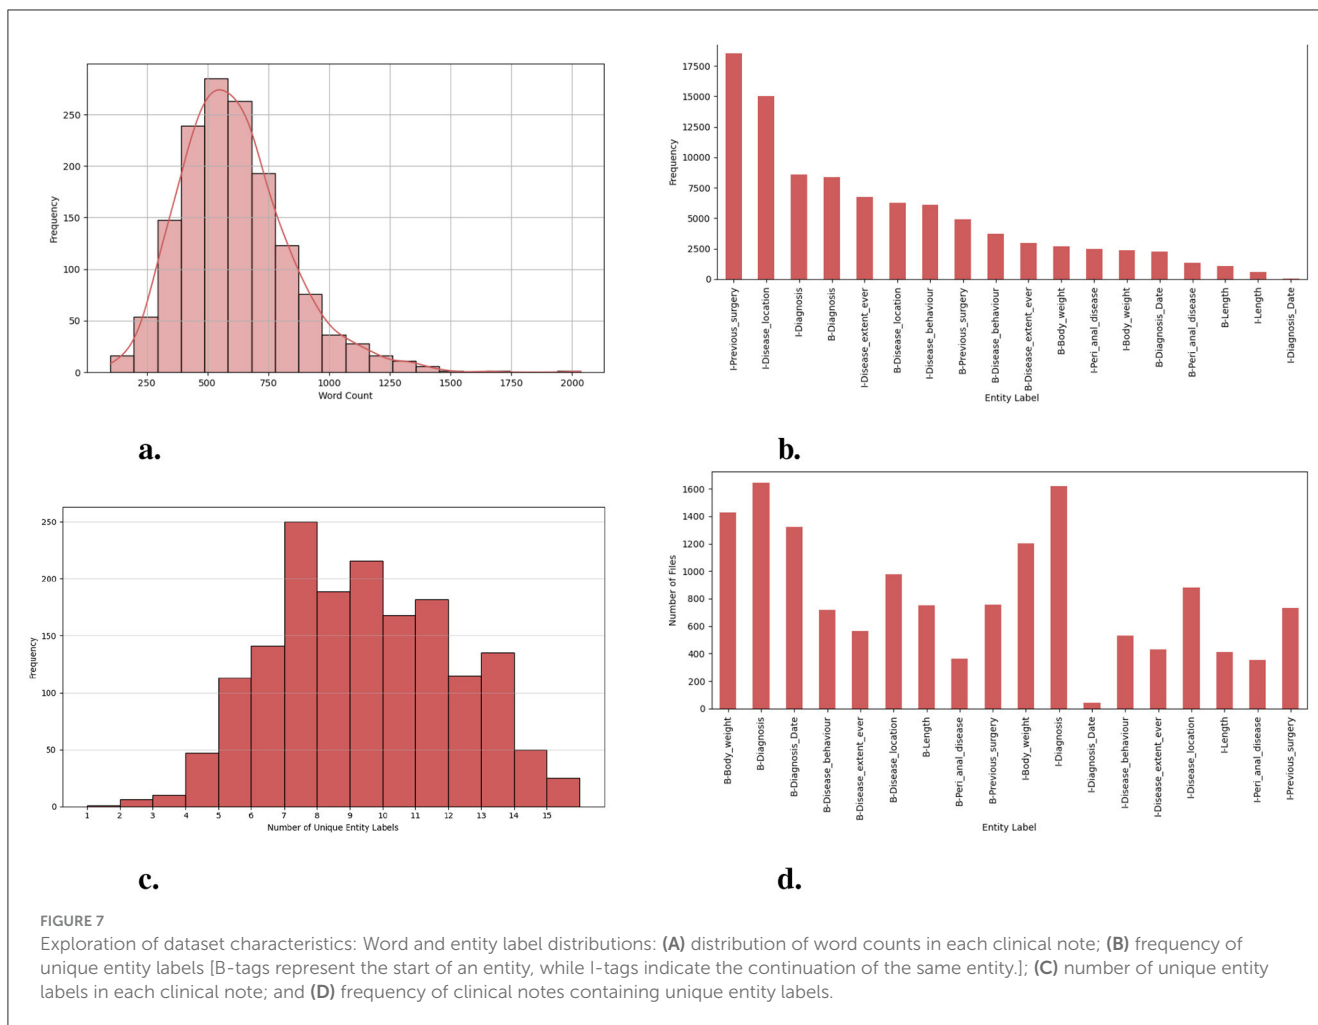 250
200
150
100
50
0
Frequency
250
500
750
1000
1250
1500
1750
2000
Word Count
a.
17500
15000
12500
10000
7500
5000
2500
0
Frequency
I-Previous_surgery
I-Disease_location
I-Diagnosis
B-Diagnosis
I-Disease_extent_ever
B-Disease_location
I-Disease_behaviour
B-Previous_surgery
B-Disease_behaviour
B-Disease_extent_ever
B-Body_weight
I-Peri_anal_disease
I-Body_weight
B-Diagnosis_Date
B-Peri_anal_disease
B-Length
I-Length
I-Diagnosis_Date
Entity Label
b.
250
200
150
100
50
0
Frequency
1
2
3
4
5
6
7
8
9
10
11
12
13
14
15
Number of Unique Entity Labels
c.
1600
1400
1200
1000
800
600
400
200
0
Number of Files
B-Body_weight
B-Diagnosis
B-Diagnosis_Date
B-Disease_behaviour
B-Disease_extent_ever
B-Disease_location
B-Length
B-Peri_anal_disease
B-Previous_surgery
I-Body_weight
I-Diagnosis
I-Diagnosis_Date
I-Disease_behaviour
I-Disease_extent_ever
I-Disease_location
I-Length
I-Peri_anal_disease
I-Previous_surgery
Entity Label
d.
FIGURE 7
Exploration of dataset characteristics: Word and entity label distributions: (A) distribution of word counts in each clinical note; (B) frequency of
unique entity labels [B-tags represent the start of an entity, while I-tags indicate the continuation of the same entity.]; (C) number of unique entity
labels in each clinical note; and (D) frequency of clinical notes containing unique entity labels.